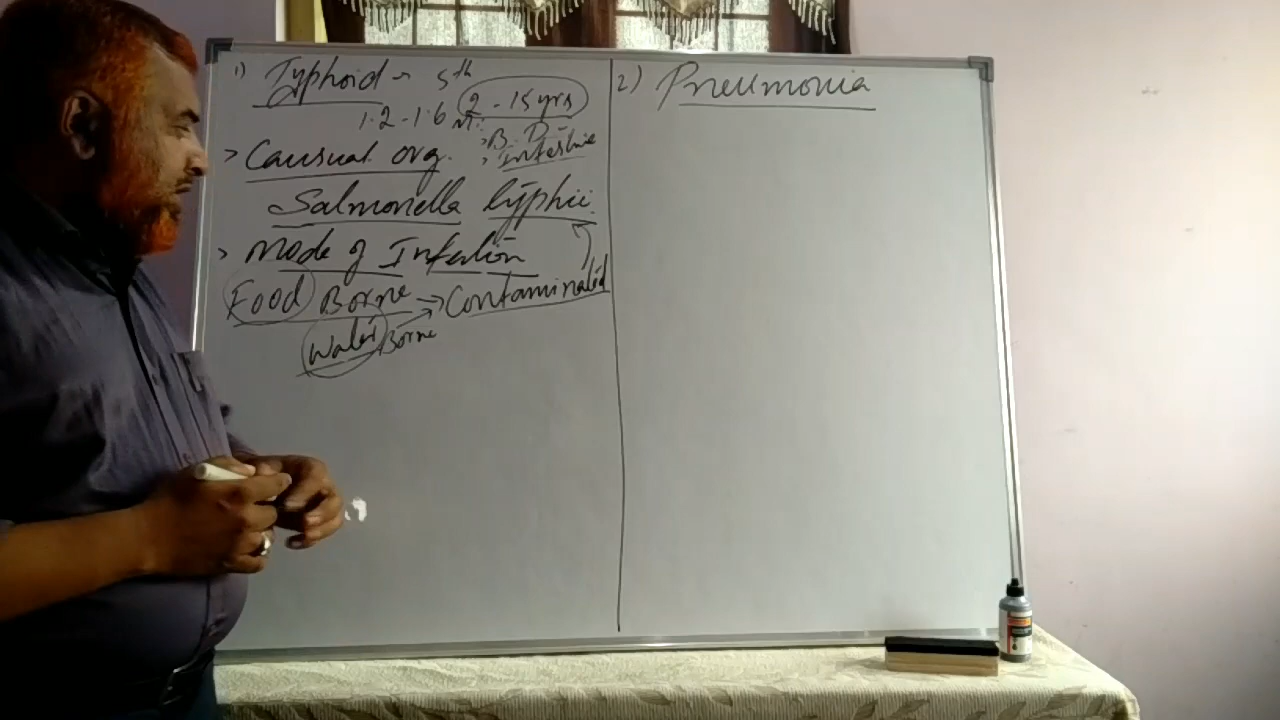 1) Typhoid - 5th
1.2 - 1.6 M. 2 - 15 yrs
> B. D
> Causual org. > Intestine
Salmonella typhii.
> Mode of Infection
Food Borne → Contaminated
Water Borne
2) Pneumonia